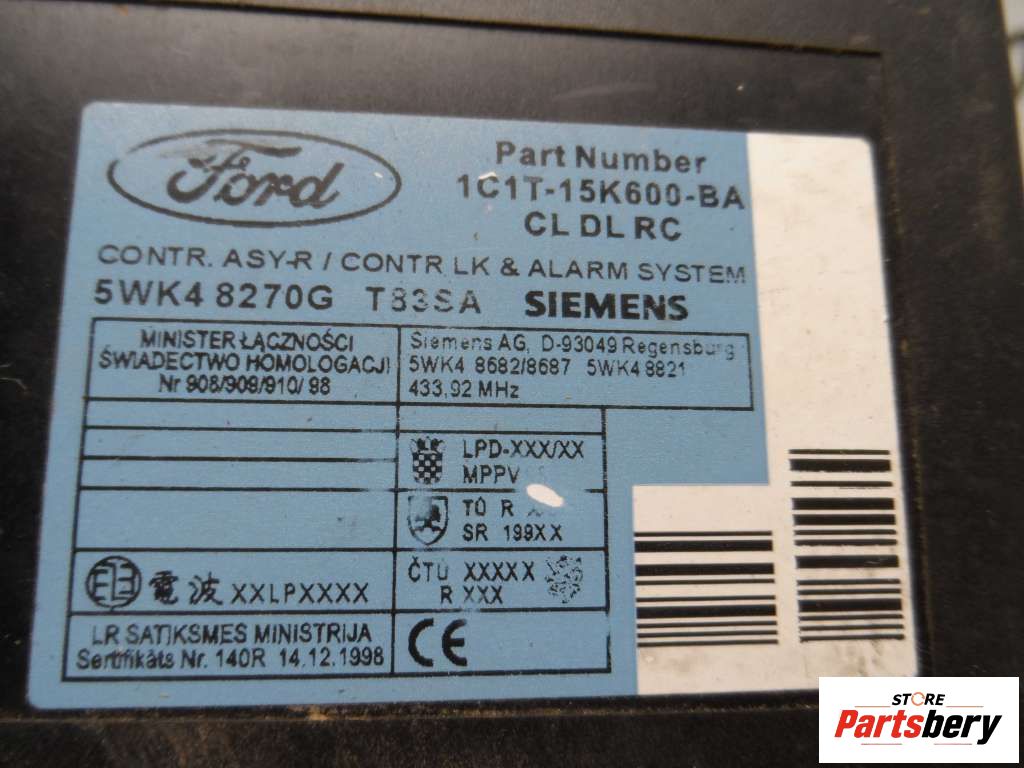 Ford
Part Number
1C1T-15K600-BA
CL DL RC
CONTR. ASY-R / CONTR LK & ALARM SYSTEM
5WK4 8270G T83SA SIEMENS
MINISTER ŁĄCZNOŚCI
ŚWIADECTWO HOMOLOGACJI
Nr 908/909/910/ 98
Siemens AG, D-93049 Regensburg
5WK4 8682/8687 5WK4 8821
433,92 MHz
LPD-XXX/XX
MPPV
TÜ R
SR 199XX
電波 XXLPXXXX
ČTÚ XXXXX
R XXX
LR SATIKSMES MINISTRIJA
Sertifikāts Nr. 140R 14.12.1998
CE
STORE
Partsbery